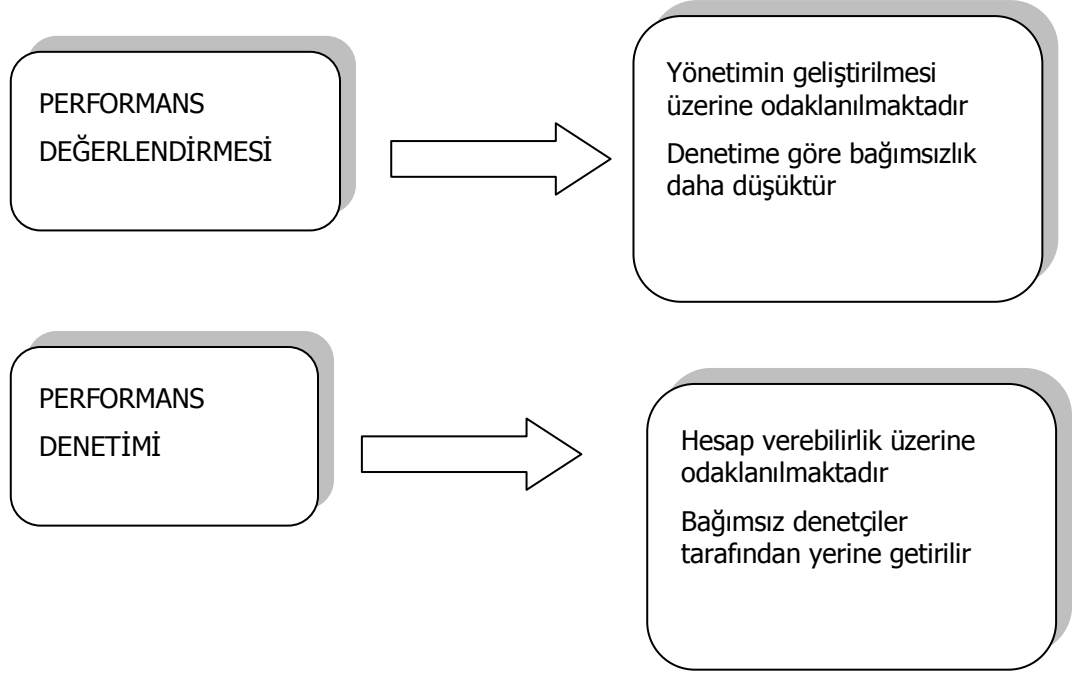 PERFORMANS
DEĞERLENDİRMESİ
Yönetimin geliştirilmesi
üzerine odaklanılmaktadır
Denetime göre bağımsızlık
daha düşüktür
PERFORMANS
DENETİMİ
Hesap verebilirlik üzerine
odaklanılmaktadır
Bağımsız denetçiler
tarafından yerine getirilir